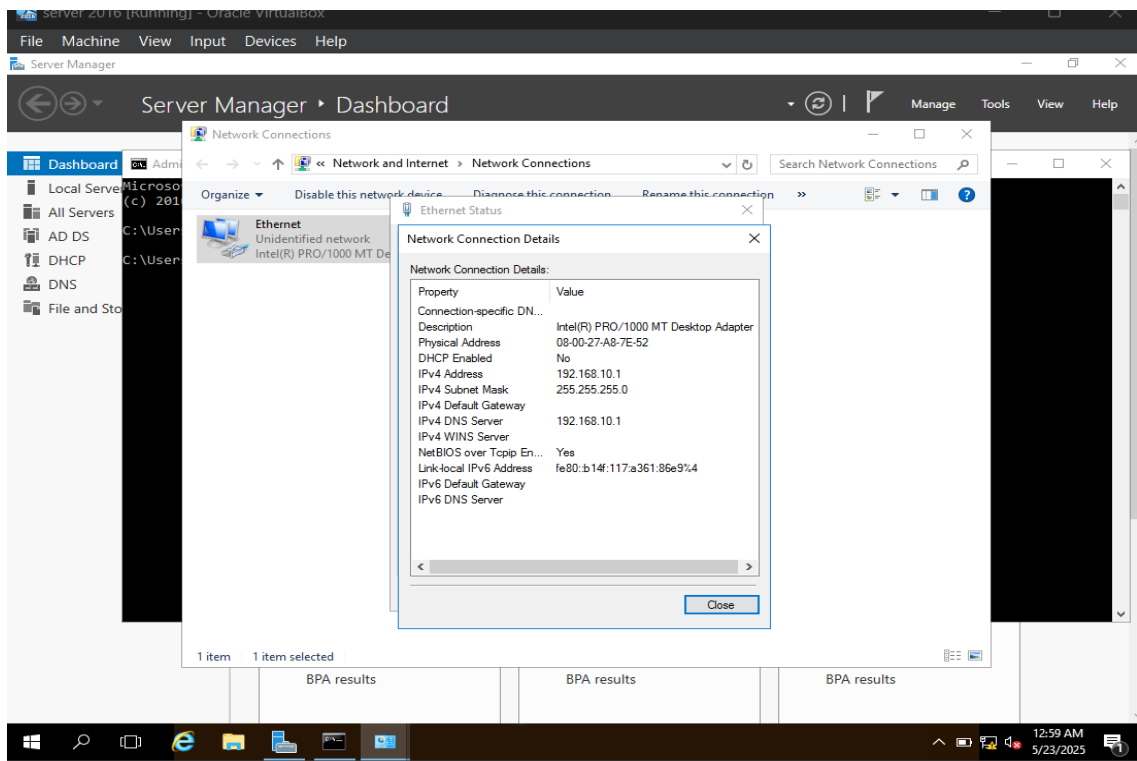 server 2016 [Running] - Oracle VirtualBox
File Machine View Input Devices Help
Server Manager
Server Manager • Dashboard
Manage Tools View Help
Network Connections
Dashboard
Local Serve
All Servers
AD DS
DHCP
DNS
File and Sto
Admi
Microso
(c) 201
C:\User
C:\User
« Network and Internet › Network Connections
Search Network Connections
Organize Disable this network device Diagnose this connection Rename this connection »
Ethernet
Unidentified network
Intel(R) PRO/1000 MT De
Ethernet Status
Network Connection Details
Network Connection Details:
Property Value
Connection-specific DN...
Description Intel(R) PRO/1000 MT Desktop Adapter
Physical Address 08-00-27-A8-7E-52
DHCP Enabled No
IPv4 Address 192.168.10.1
IPv4 Subnet Mask 255.255.255.0
IPv4 Default Gateway
IPv4 DNS Server 192.168.10.1
IPv4 WINS Server
NetBIOS over Tcpip En... Yes
Link-local IPv6 Address fe80::b14f:117:a361:86e9%4
IPv6 Default Gateway
IPv6 DNS Server
Close
1 item 1 item selected
BPA results BPA results BPA results
12:59 AM
5/23/2025